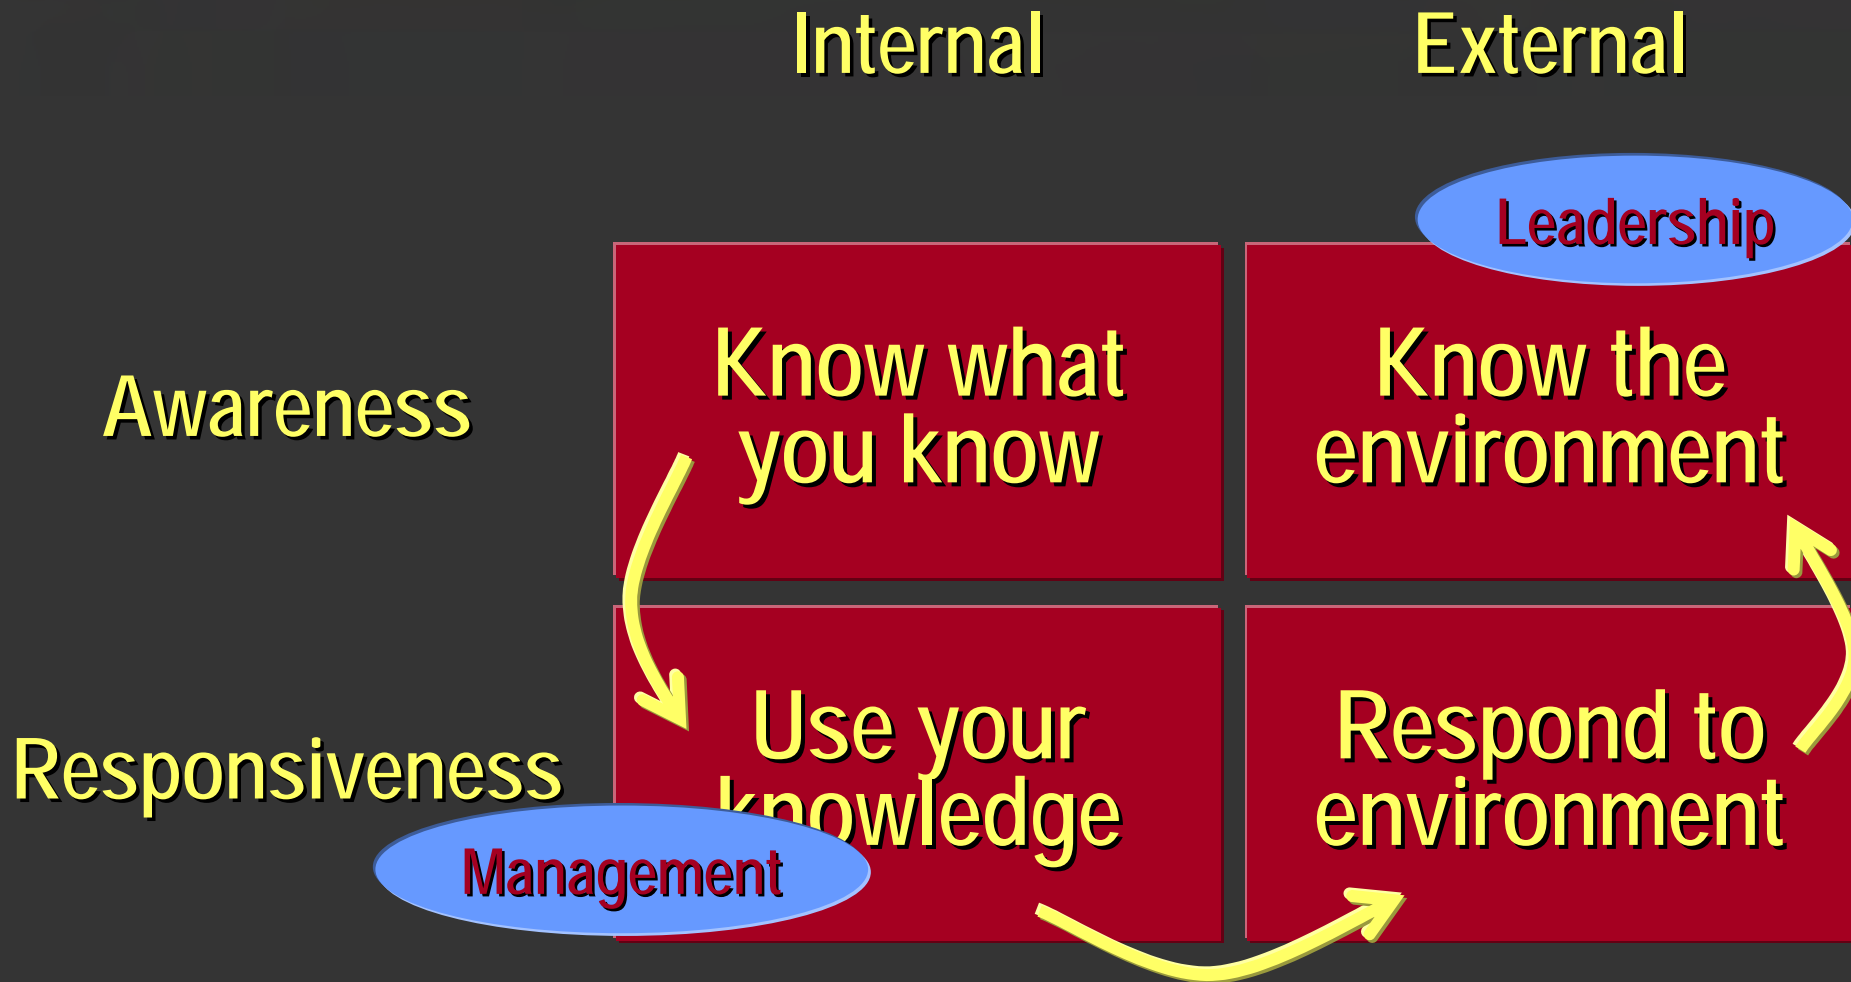 Internal
External
Leadership
Know what
you know
Know the
environment
Awareness
Use your
knowledge
Respond to
environment
Responsiveness
Management